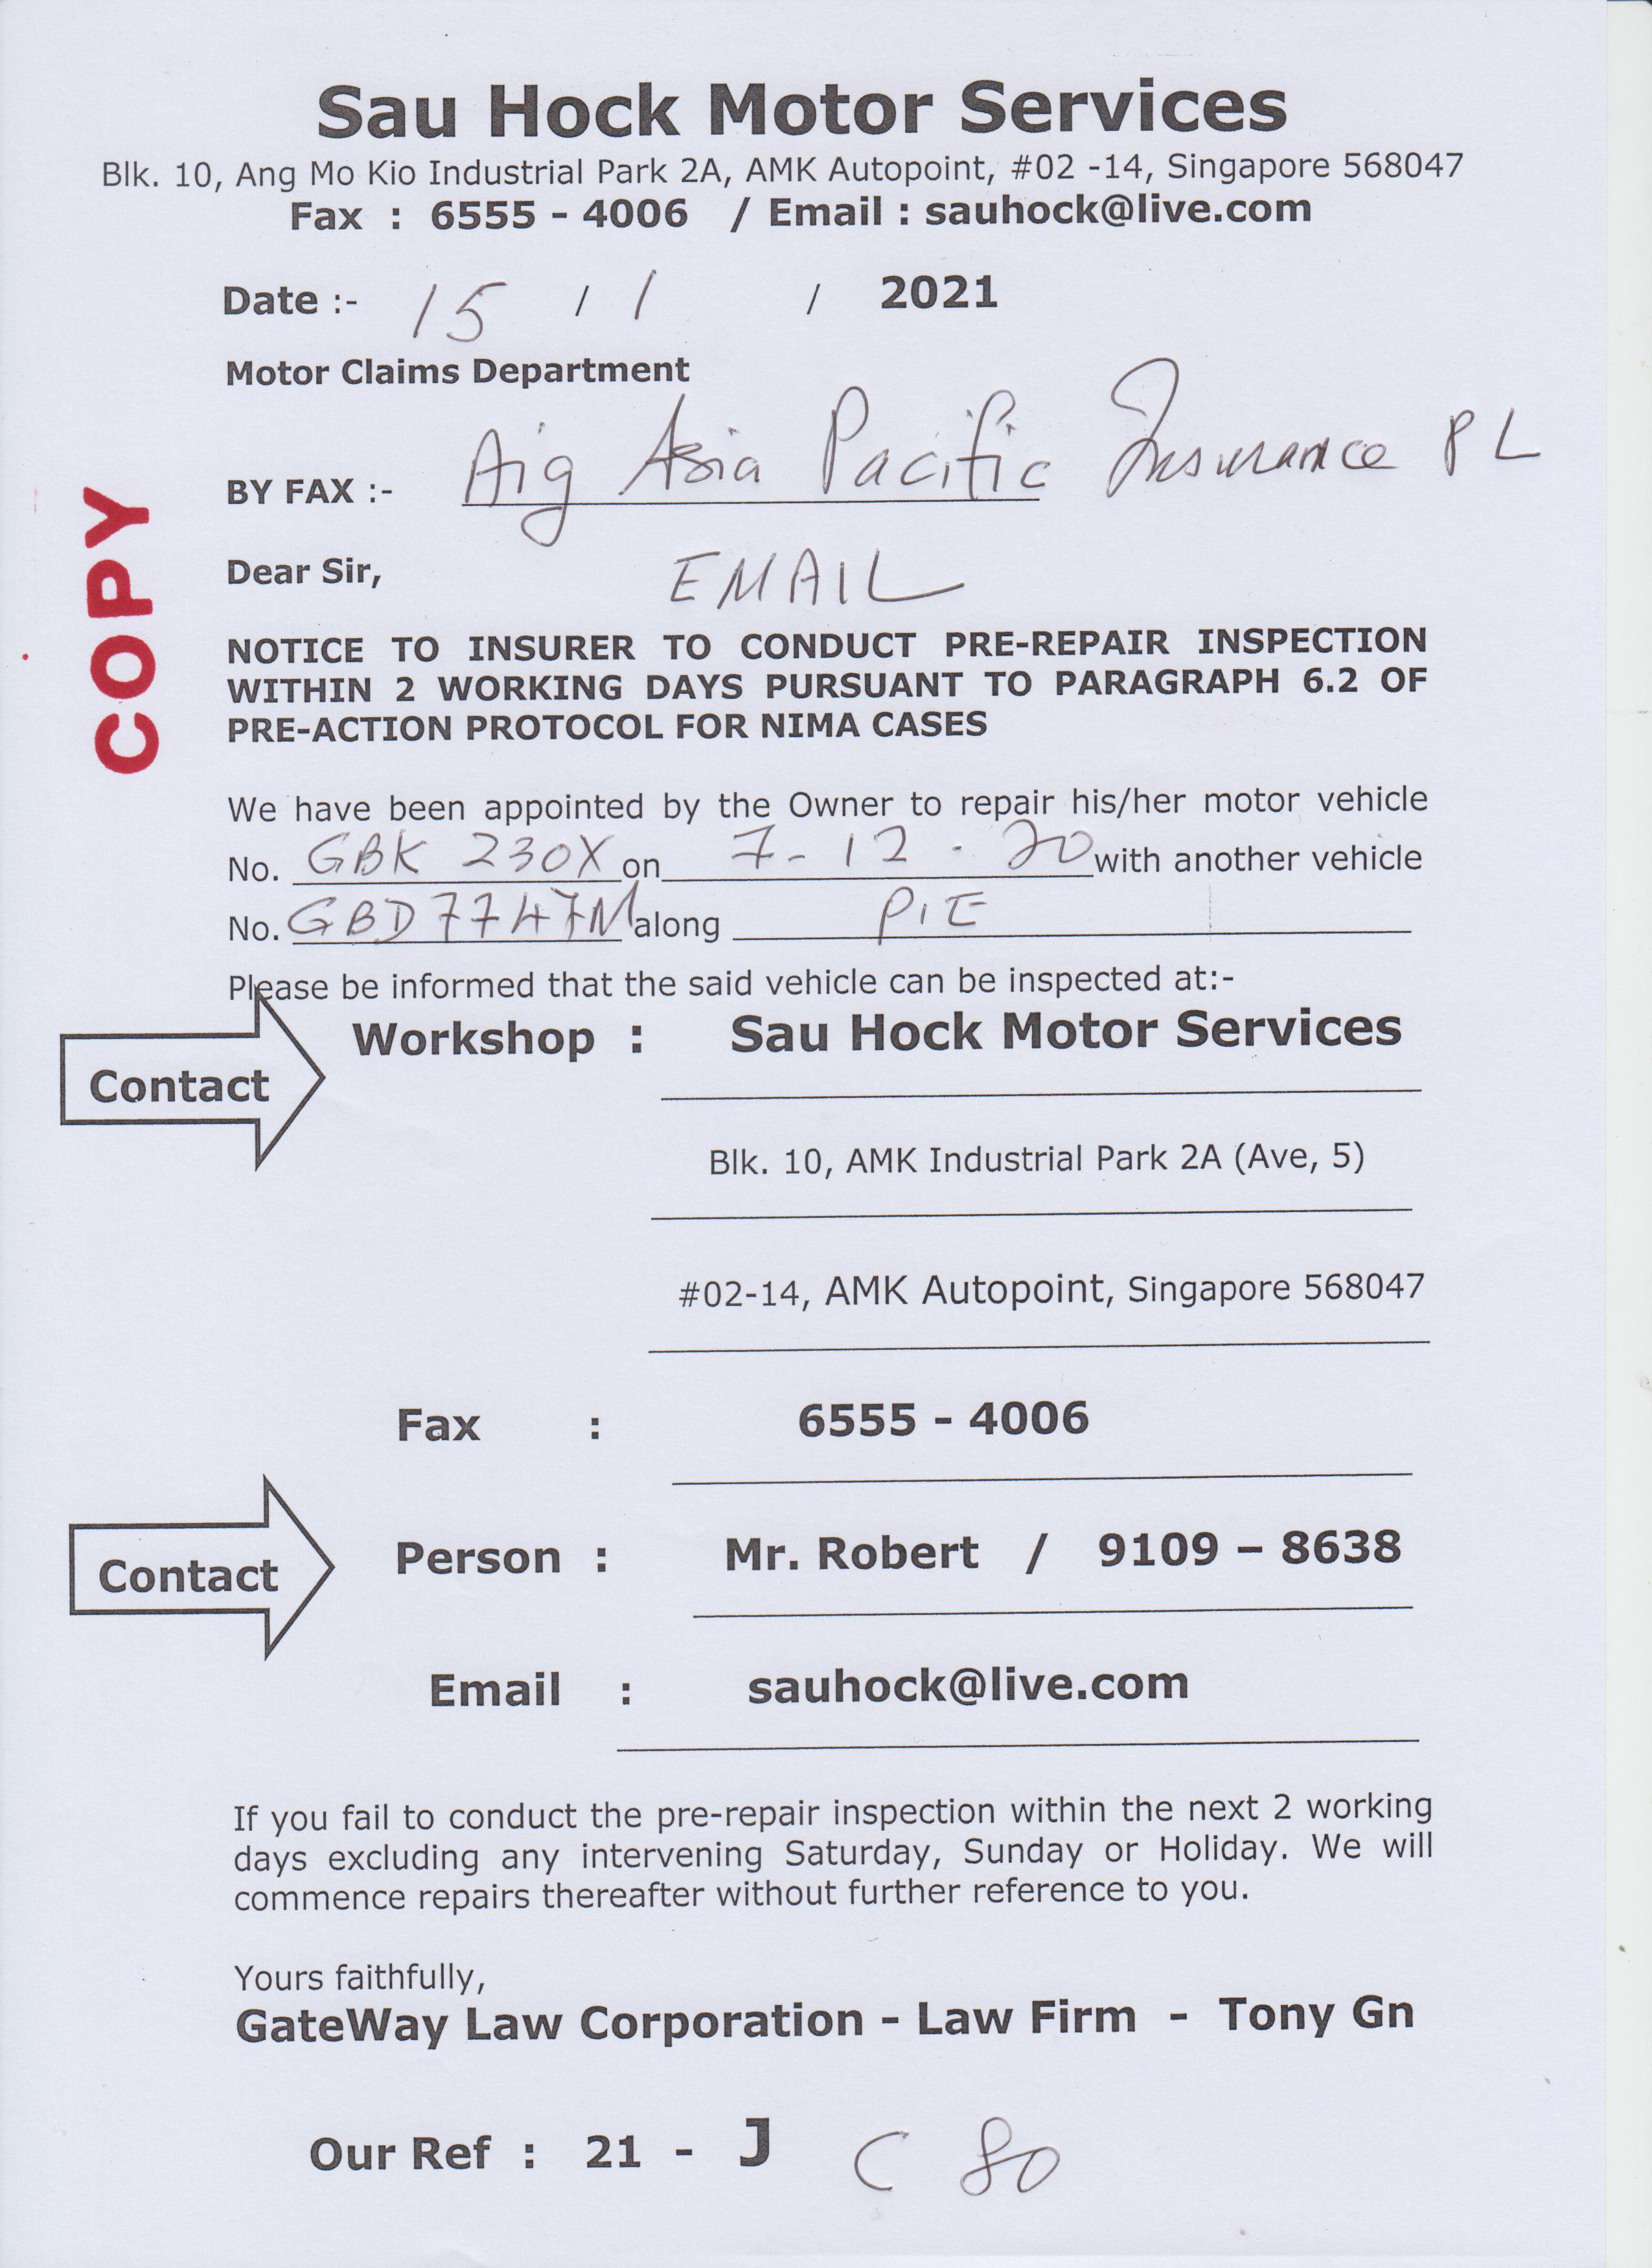 Sau Hock Motor Services
Blk. 10, Ang Mo Kio Industrial Park 2A, AMK Autopoint, #02 -14, Singapore 568047
Fax : 6555 - 4006 / Email : sauhock@live.com
Date :- 15 / 1 / 2021
Motor Claims Department
BY FAX :- Aig Asia Pacific Insurance PL
Dear Sir, EMAIL
COPY
NOTICE TO INSURER TO CONDUCT PRE-REPAIR INSPECTION
WITHIN 2 WORKING DAYS PURSUANT TO PARAGRAPH 6.2 OF
PRE-ACTION PROTOCOL FOR NIMA CASES
We have been appointed by the Owner to repair his/her motor vehicle
No. GBK 230X on 7-12.20 with another vehicle
No. GBD7747M along PIE
Please be informed that the said vehicle can be inspected at:-
Contact Workshop : Sau Hock Motor Services
Blk. 10, AMK Industrial Park 2A (Ave, 5)
#02-14, AMK Autopoint, Singapore 568047
Fax : 6555 - 4006
Contact Person : Mr. Robert / 9109 – 8638
Email : sauhock@live.com
If you fail to conduct the pre-repair inspection within the next 2 working
days excluding any intervening Saturday, Sunday or Holiday. We will
commence repairs thereafter without further reference to you.
Yours faithfully,
GateWay Law Corporation - Law Firm - Tony Gn
Our Ref : 21 - J C 80